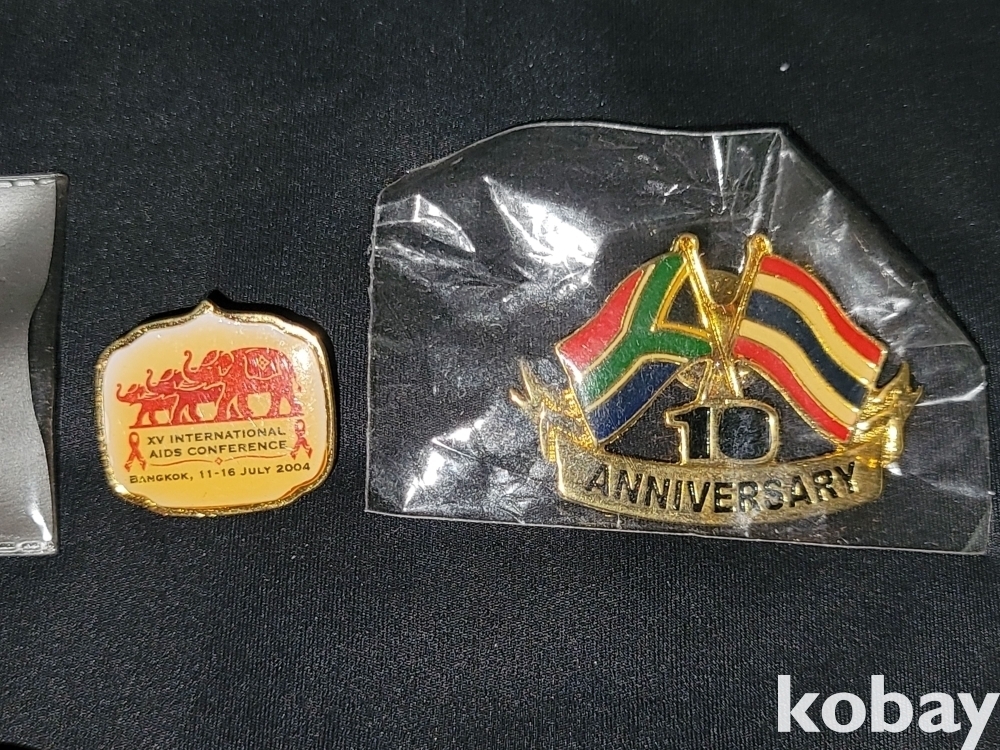 XV INTERNATIONAL
AIDS CONFERENCE
BANGKOK, 11-16 JULY 2004
10
ANNIVERSARY
kobay